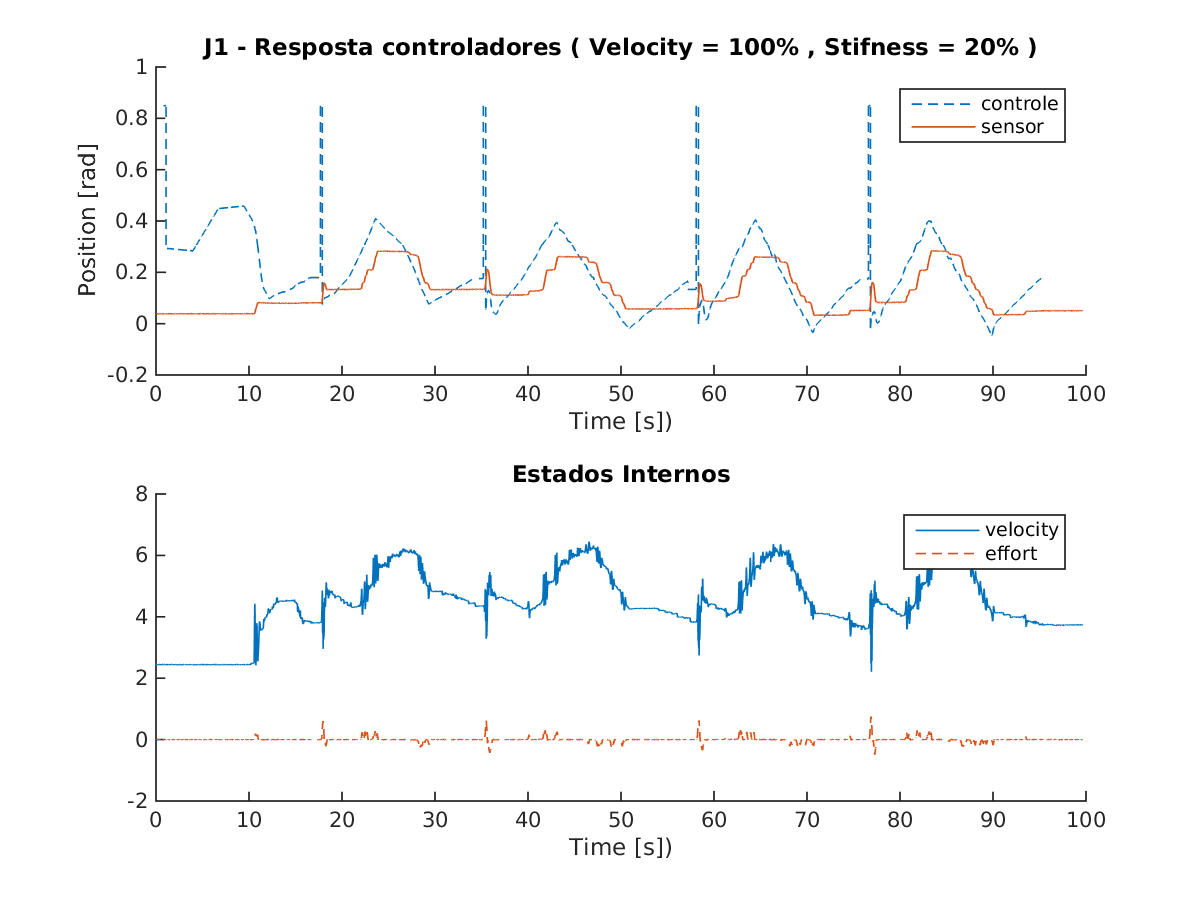 J1 - Resposta controladores ( Velocity = 100% , Stifness = 20% )
1
0.8
0.6
0.4
0.2
0
-0.2
Position [rad]
controle
sensor
0 10 20 30 40 50 60 70 80 90 100
Time [s])
Estados Internos
8
6
4
2
0
-2
velocity
effort
0 10 20 30 40 50 60 70 80 90 100
Time [s])